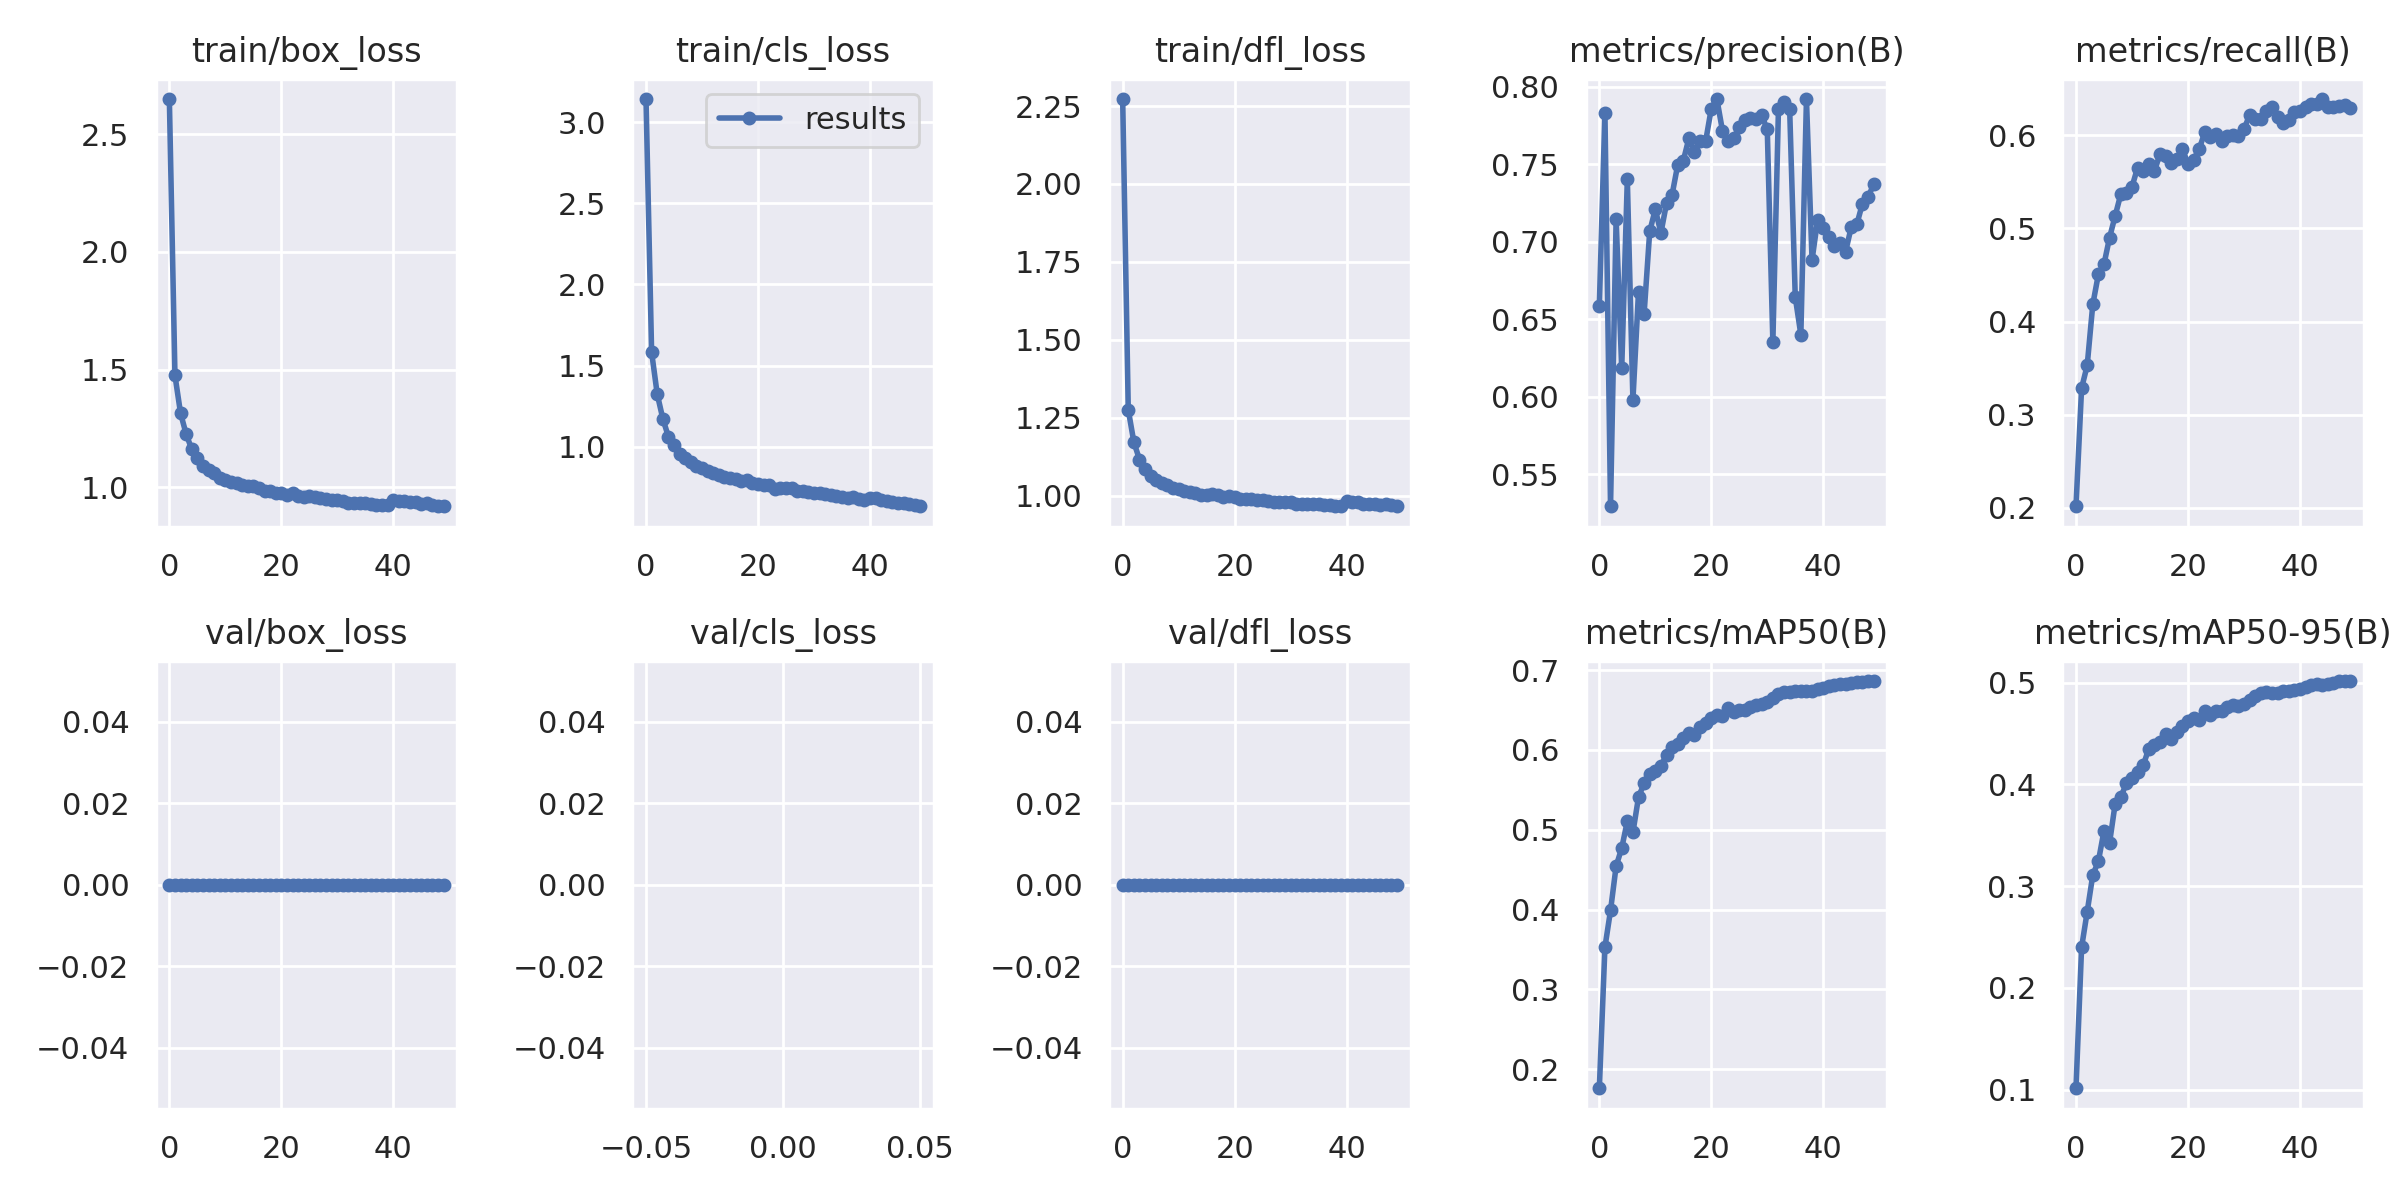 train/box_loss
2.5
2.0
1.5
1.0
0 20 40
train/cls_loss
results
3.0
2.5
2.0
1.5
1.0
0 20 40
train/dfl_loss
2.25
2.00
1.75
1.50
1.25
1.00
0 20 40
metrics/precision(B)
0.80
0.75
0.70
0.65
0.60
0.55
0 20 40
metrics/recall(B)
0.6
0.5
0.4
0.3
0.2
0 20 40
val/box_loss
0.04
0.02
0.00
−0.02
−0.04
0 20 40
val/cls_loss
0.04
0.02
0.00
−0.02
−0.04
−0.05 0.00 0.05
val/dfl_loss
0.04
0.02
0.00
−0.02
−0.04
0 20 40
metrics/mAP50(B)
0.7
0.6
0.5
0.4
0.3
0.2
0 20 40
metrics/mAP50-95(B)
0.5
0.4
0.3
0.2
0.1
0 20 40